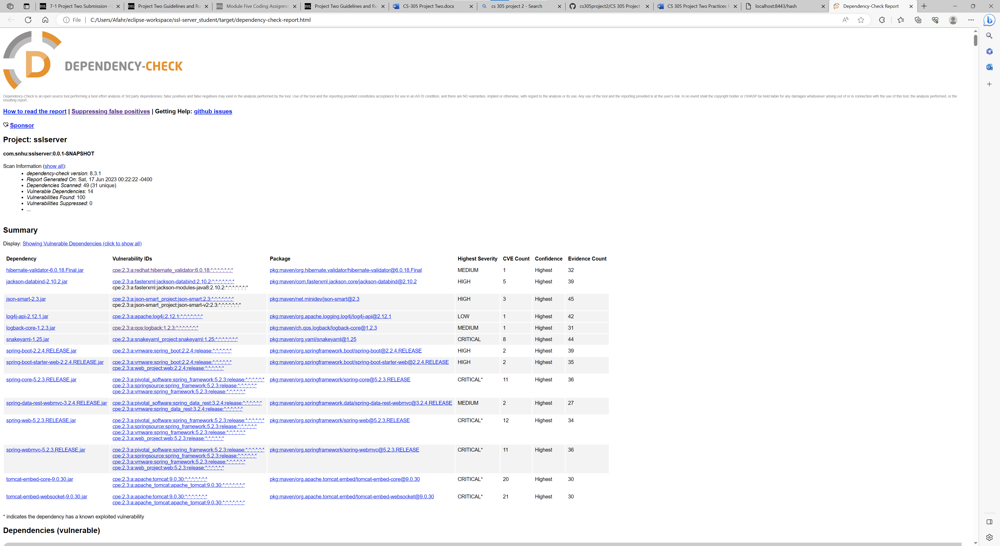 7-1 Project Two Submission - C
Project Two Guidelines and Ru
Module Five Coding Assignme
Project Two Guidelines and Ru
CS-305 Project Two.docx
cs 305 project 2 - Search
cs305project2/CS 305 Project
CS 305 Project Two Practices f
localhost:8443/hash
Dependency-Check Report
File
C:/Users/Afahr/eclipse-workspace/ssl-server_student/target/dependency-check-report.html
DEPENDENCY-CHECK
Dependency-Check is an open source tool performing a best effort analysis of 3rd party dependencies; false positives and false negatives may exist in the analysis performed by the tool. Use of the tool and the reporting provided constitutes acceptance for use in an AS IS condition, and there are NO warranties, implied or otherwise, with regard to the analysis or its use. Any use of the tool and the reporting provided is at the user's risk. In no event shall the copyright holder or OWASP be held liable for any damages whatsoever arising out of or in connection with the use of this tool, the analysis performed, or the
resulting report.
How to read the report | Suppressing false positives | Getting Help: github issues
Sponsor
Project: sslserver
com.snhu:sslserver:0.0.1-SNAPSHOT
Scan Information (show all):
• dependency-check version: 8.3.1
• Report Generated On: Sat, 17 Jun 2023 00:22:22 -0400
• Dependencies Scanned: 49 (31 unique)
• Vulnerable Dependencies: 14
• Vulnerabilities Found: 100
• Vulnerabilities Suppressed: 0
• ...
Summary
Display: Showing Vulnerable Dependencies (click to show all)
Dependency Vulnerability IDs Package Highest Severity CVE Count Confidence Evidence Count
hibernate-validator-6.0.18.Final.jar cpe:2.3:a:redhat:hibernate_validator:6.0.18:*:*:*:*:*:*:* pkg:maven/org.hibernate.validator/hibernate-validator@6.0.18.Final MEDIUM 1 Highest 32
jackson-databind-2.10.2.jar cpe:2.3:a:fasterxml:jackson-databind:2.10.2:*:*:*:*:*:*:* pkg:maven/com.fasterxml.jackson.core/jackson-databind@2.10.2 HIGH 5 Highest 39
cpe:2.3:a:fasterxml:jackson-modules-java8:2.10.2:*:*:*:*:*:*:*
json-smart-2.3.jar cpe:2.3:a:json-smart_project:json-smart:2.3:*:*:*:*:*:*:* pkg:maven/net.minidev/json-smart@2.3 HIGH 3 Highest 45
cpe:2.3:a:json-smart_project:json-smart-v2:2.3:*:*:*:*:*:*:*
log4j-api-2.12.1.jar cpe:2.3:a:apache:log4j:2.12.1:*:*:*:*:*:*:* pkg:maven/org.apache.logging.log4j/log4j-api@2.12.1 LOW 1 Highest 42
logback-core-1.2.3.jar cpe:2.3:a:qos:logback:1.2.3:*:*:*:*:*:*:* pkg:maven/ch.qos.logback/logback-core@1.2.3 MEDIUM 1 Highest 31
snakeyaml-1.25.jar cpe:2.3:a:snakeyaml_project:snakeyaml:1.25:*:*:*:*:*:*:* pkg:maven/org.yaml/snakeyaml@1.25 CRITICAL 8 Highest 44
spring-boot-2.2.4.RELEASE.jar cpe:2.3:a:vmware:spring_boot:2.2.4:release:*:*:*:*:*:* pkg:maven/org.springframework.boot/spring-boot@2.2.4.RELEASE HIGH 2 Highest 39
spring-boot-starter-web-2.2.4.RELEASE.jar cpe:2.3:a:vmware:spring_boot:2.2.4:release:*:*:*:*:*:* pkg:maven/org.springframework.boot/spring-boot-starter-web@2.2.4.RELEASE HIGH 2 Highest 35
cpe:2.3:a:web_project:web:2.2.4:release:*:*:*:*:*:*
spring-core-5.2.3.RELEASE.jar cpe:2.3:a:pivotal_software:spring_framework:5.2.3:release:*:*:*:*:*:* pkg:maven/org.springframework/spring-core@5.2.3.RELEASE CRITICAL* 11 Highest 36
cpe:2.3:a:springsource:spring_framework:5.2.3:release:*:*:*:*:*:*
cpe:2.3:a:vmware:spring_framework:5.2.3:release:*:*:*:*:*:*
spring-data-rest-webmvc-3.2.4.RELEASE.jar cpe:2.3:a:pivotal_software:spring_data_rest:3.2.4:release:*:*:*:*:*:* pkg:maven/org.springframework.data/spring-data-rest-webmvc@3.2.4.RELEASE MEDIUM 2 Highest 27
cpe:2.3:a:vmware:spring_data_rest:3.2.4:release:*:*:*:*:*:*
spring-web-5.2.3.RELEASE.jar cpe:2.3:a:pivotal_software:spring_framework:5.2.3:release:*:*:*:*:*:* pkg:maven/org.springframework/spring-web@5.2.3.RELEASE CRITICAL* 12 Highest 34
cpe:2.3:a:springsource:spring_framework:5.2.3:release:*:*:*:*:*:*
cpe:2.3:a:vmware:spring_framework:5.2.3:release:*:*:*:*:*:*
cpe:2.3:a:web_project:web:5.2.3:release:*:*:*:*:*:*
spring-webmvc-5.2.3.RELEASE.jar cpe:2.3:a:pivotal_software:spring_framework:5.2.3:release:*:*:*:*:*:* pkg:maven/org.springframework/spring-webmvc@5.2.3.RELEASE CRITICAL* 11 Highest 36
cpe:2.3:a:springsource:spring_framework:5.2.3:release:*:*:*:*:*:*
cpe:2.3:a:vmware:spring_framework:5.2.3:release:*:*:*:*:*:*
cpe:2.3:a:web_project:web:5.2.3:release:*:*:*:*:*:*
tomcat-embed-core-9.0.30.jar cpe:2.3:a:apache:tomcat:9.0.30:*:*:*:*:*:*:* pkg:maven/org.apache.tomcat.embed/tomcat-embed-core@9.0.30 CRITICAL* 20 Highest 30
cpe:2.3:a:apache_tomcat:apache_tomcat:9.0.30:*:*:*:*:*:*:*
tomcat-embed-websocket-9.0.30.jar cpe:2.3:a:apache:tomcat:9.0.30:*:*:*:*:*:*:* pkg:maven/org.apache.tomcat.embed/tomcat-embed-websocket@9.0.30 CRITICAL* 21 Highest 30
cpe:2.3:a:apache_tomcat:apache_tomcat:9.0.30:*:*:*:*:*:*:*
* indicates the dependency has a known exploited vulnerability
Dependencies (vulnerable)